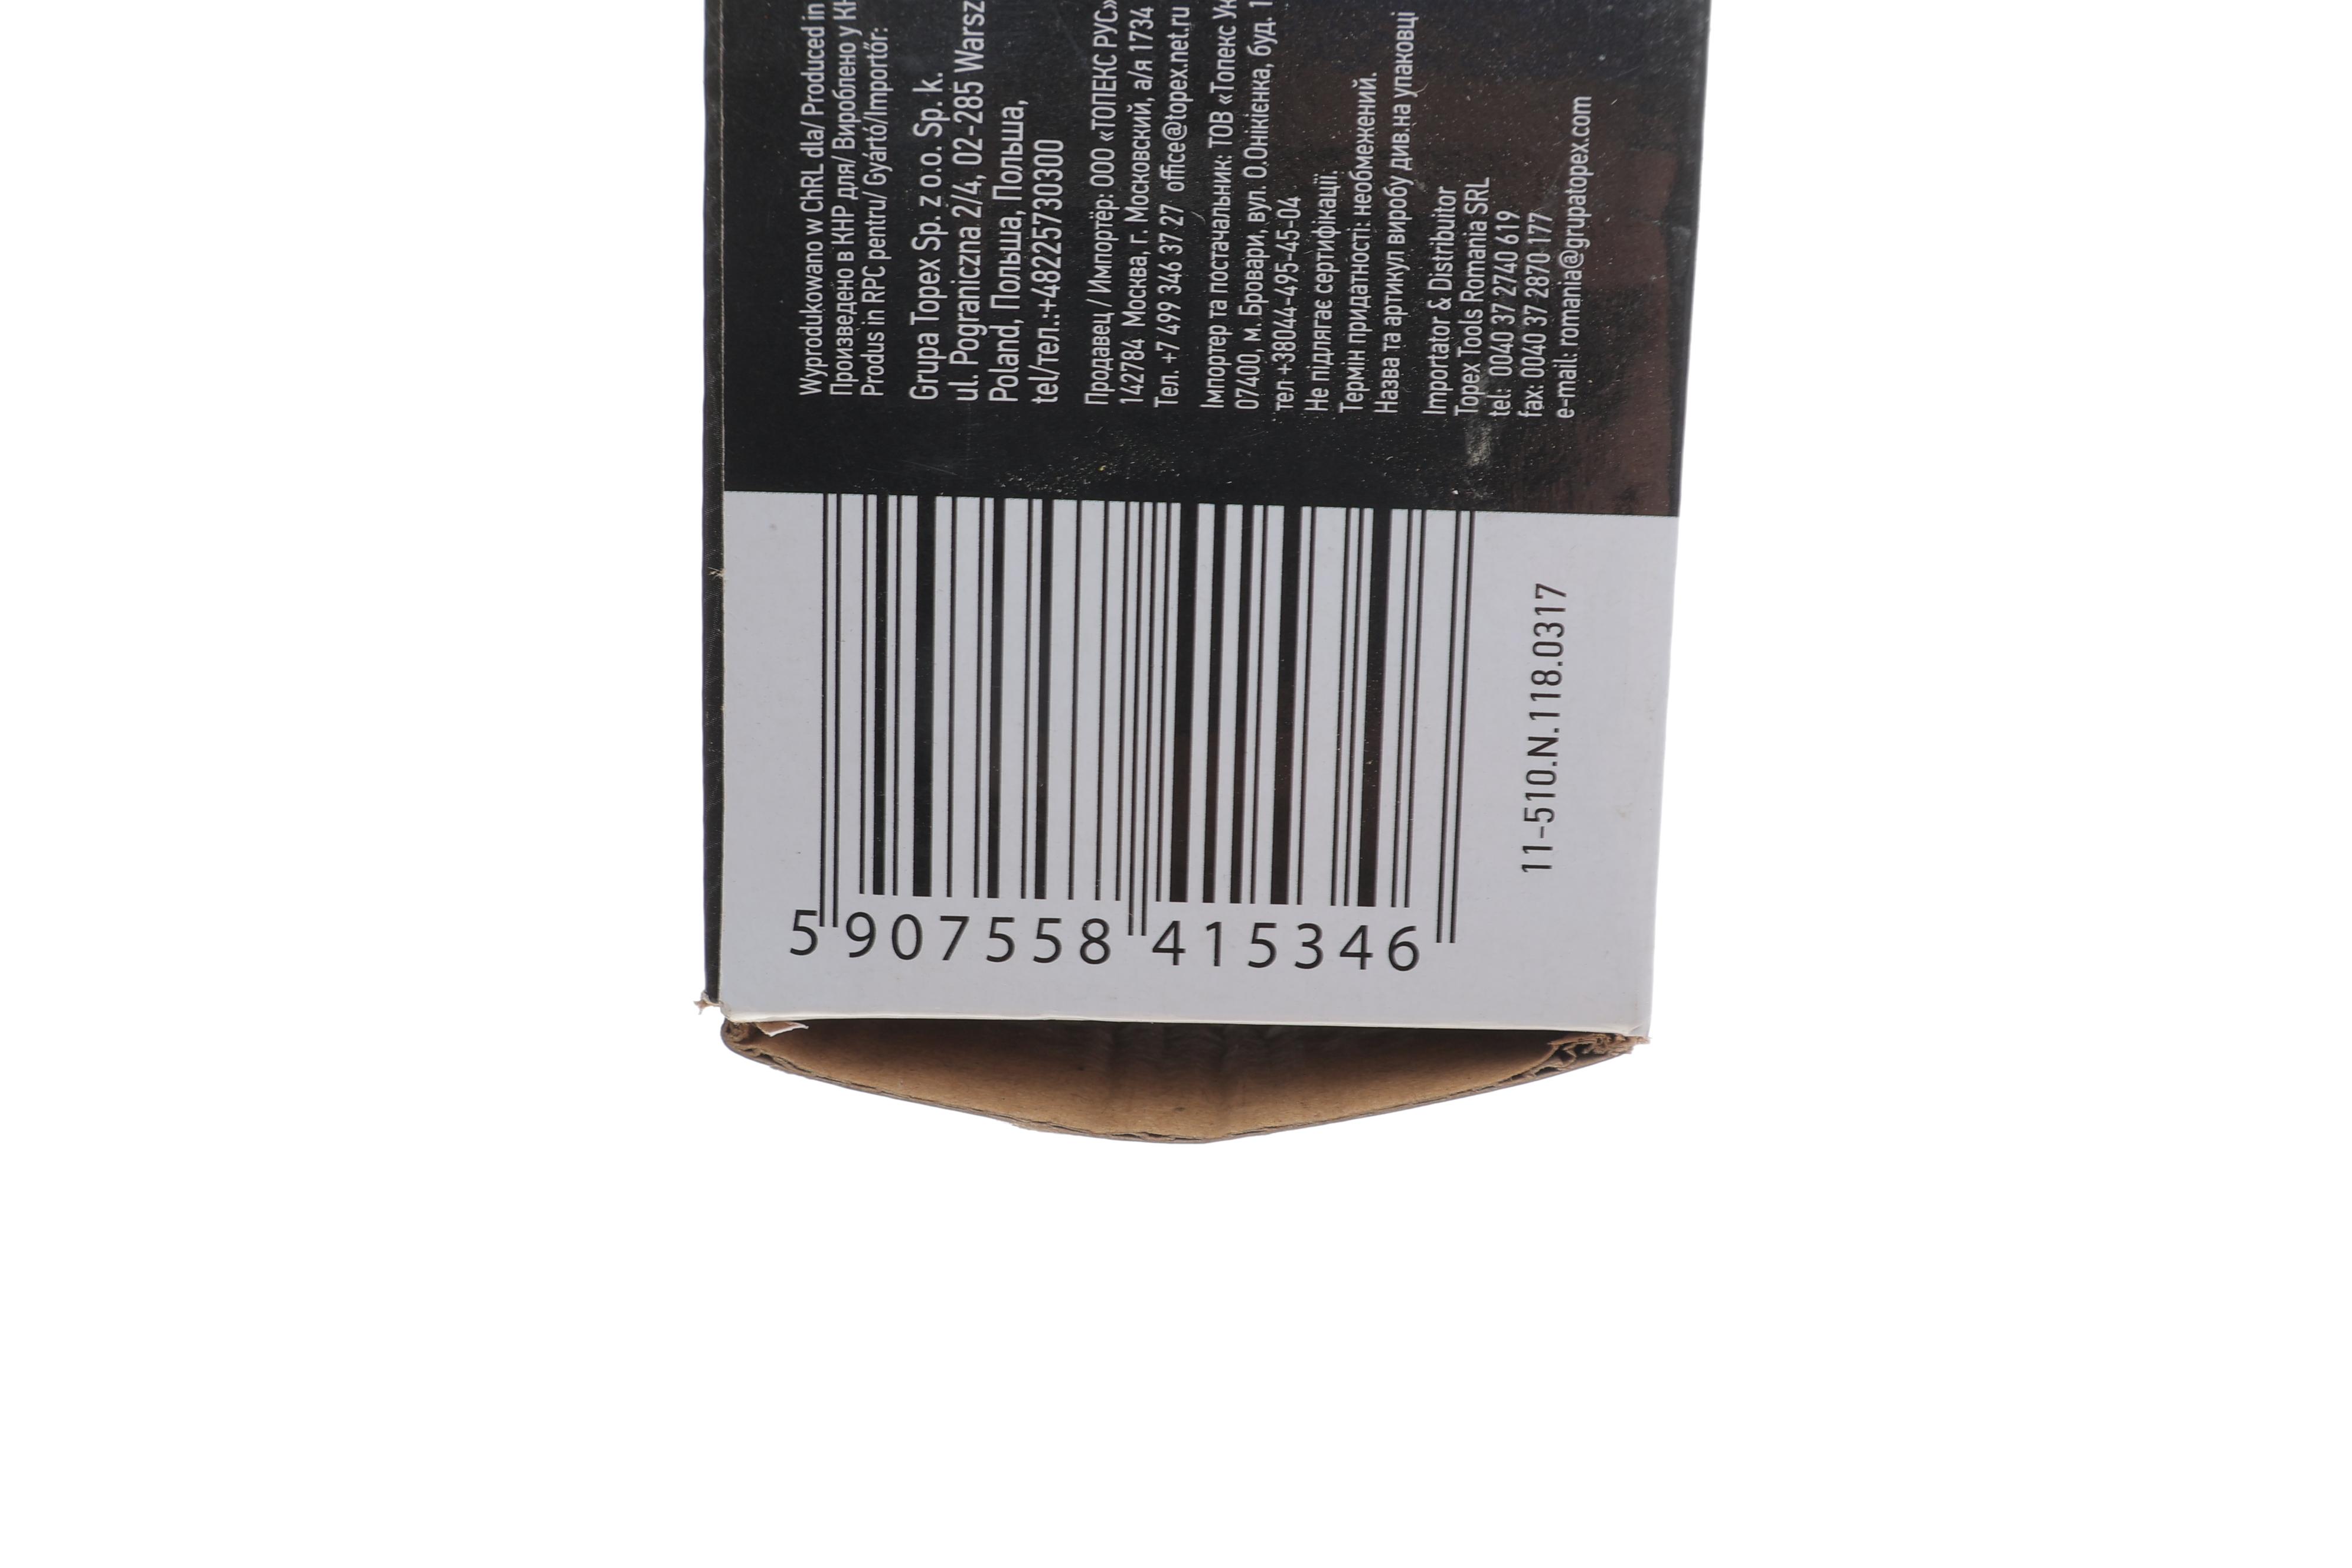 Wyprodukowano w ChRL dla/ Produced in
Произведено в КНР для/ Вироблено у
Produs in RPC pentru/ Gyártó/Importőr:
Grupa Topex Sp. z o.o. Sp. k.
ul. Pograniczna 2/4, 02-285
Poland, Польша, Польша,
tel/тел.:+48225730300
Продавец / Импортёр: ООО «ТОПЕКС РУС»
142784 Москва, г. Московский, а/я 1734
Тел. +7 499 346 37 27 office@topex.net.ru
Імпортер та постачальник: ТОВ «Топекс
07400, м. Бровари, вул. О.Онікієнка, буд.
тел +38044-495-45-04
Не підлягає сертифікації.
Термін придатності: необмежений.
Назва та артикул виробу див.на упаковці
Importator & Distribuitor
Topex Tools Romania SRL
tel: 0040 37 2740 619
fax: 0040 37 2870 177
e-mail: romania@grupatopex.com
5 907558 415346
11-510.N.118.0317